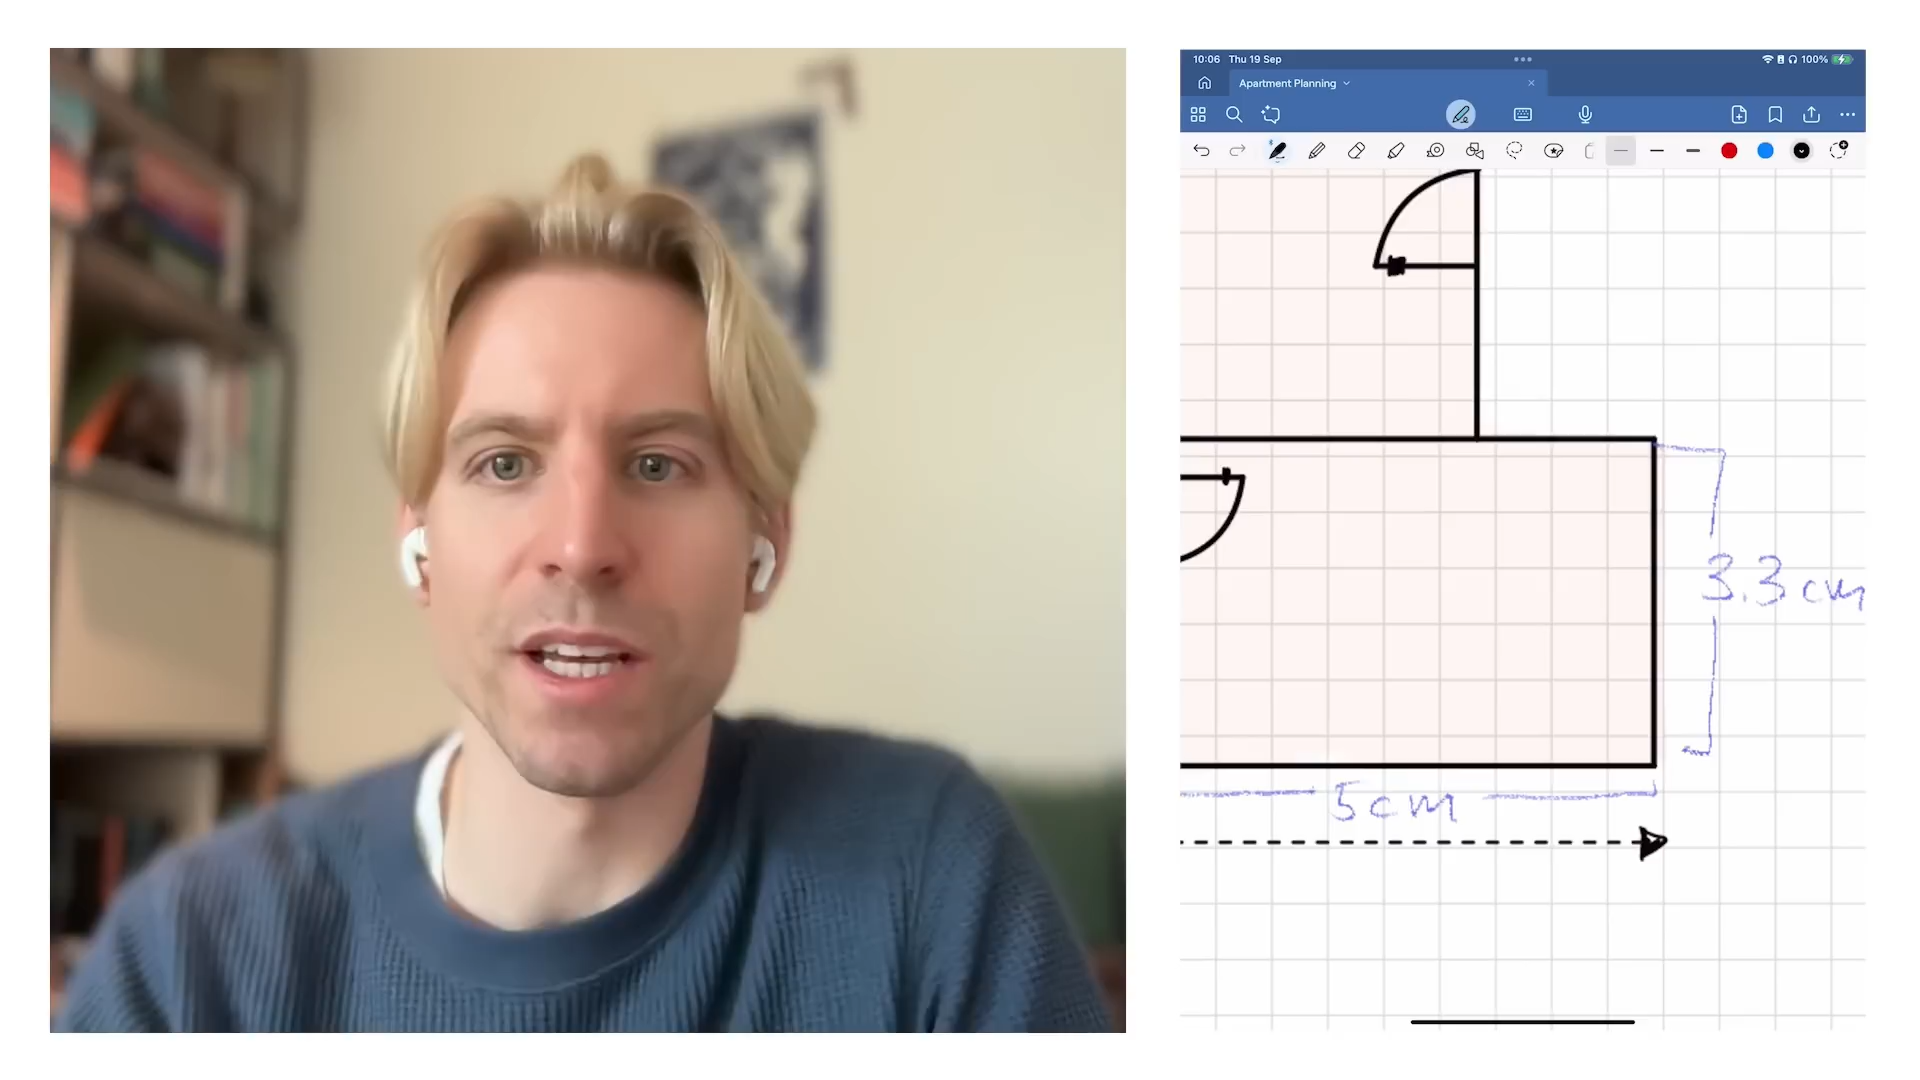 10:06 Thu 19 Sep
100%
Apartment Planning
3.3 cm
5cm